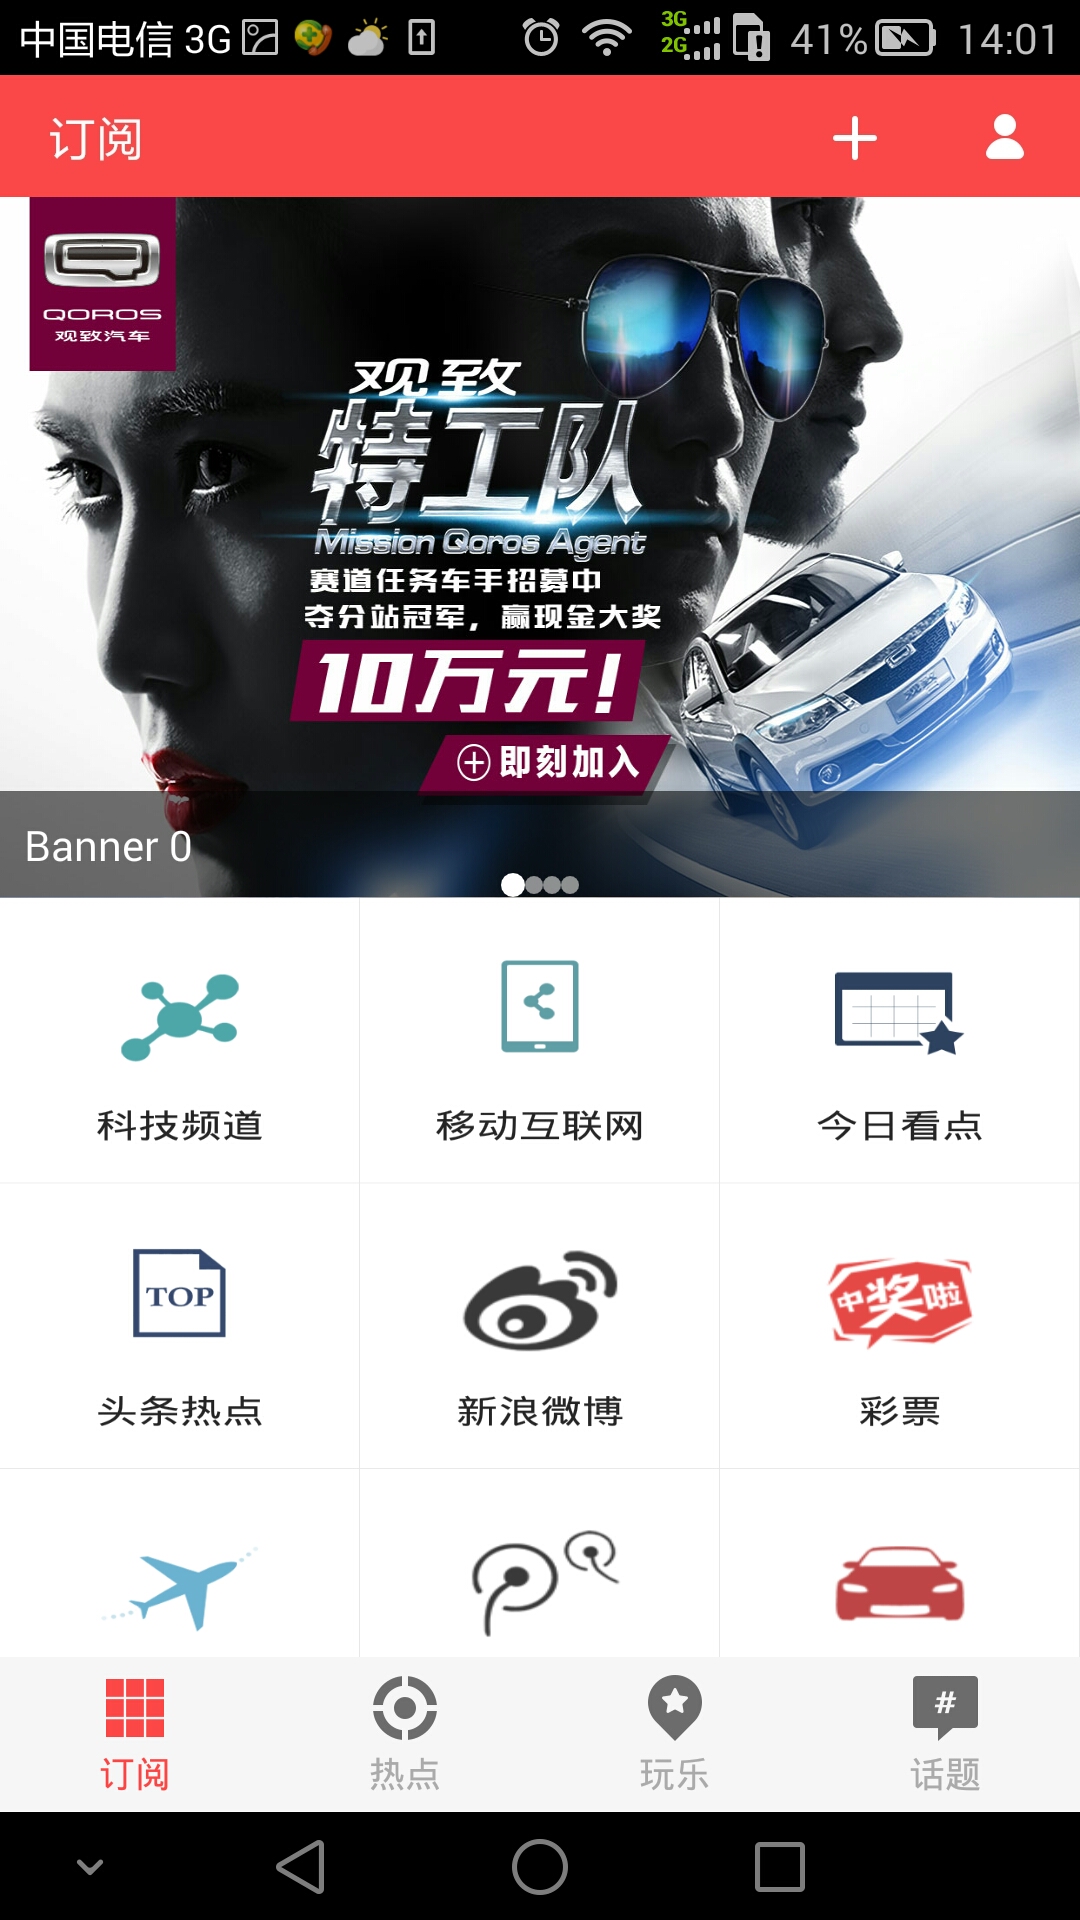 中国电信 3G 3G 2G 41% 14:01
订阅
QOROS
观致汽车
观致
特工队
Mission Qoros Agent
赛道任务车手招募中
夺分站冠军，赢现金大奖
10万元!
即刻加入
Banner 0
科技频道 移动互联网 今日看点
TOP 中奖啦
头条热点 新浪微博 彩票
#
订阅 热点 玩乐 话题